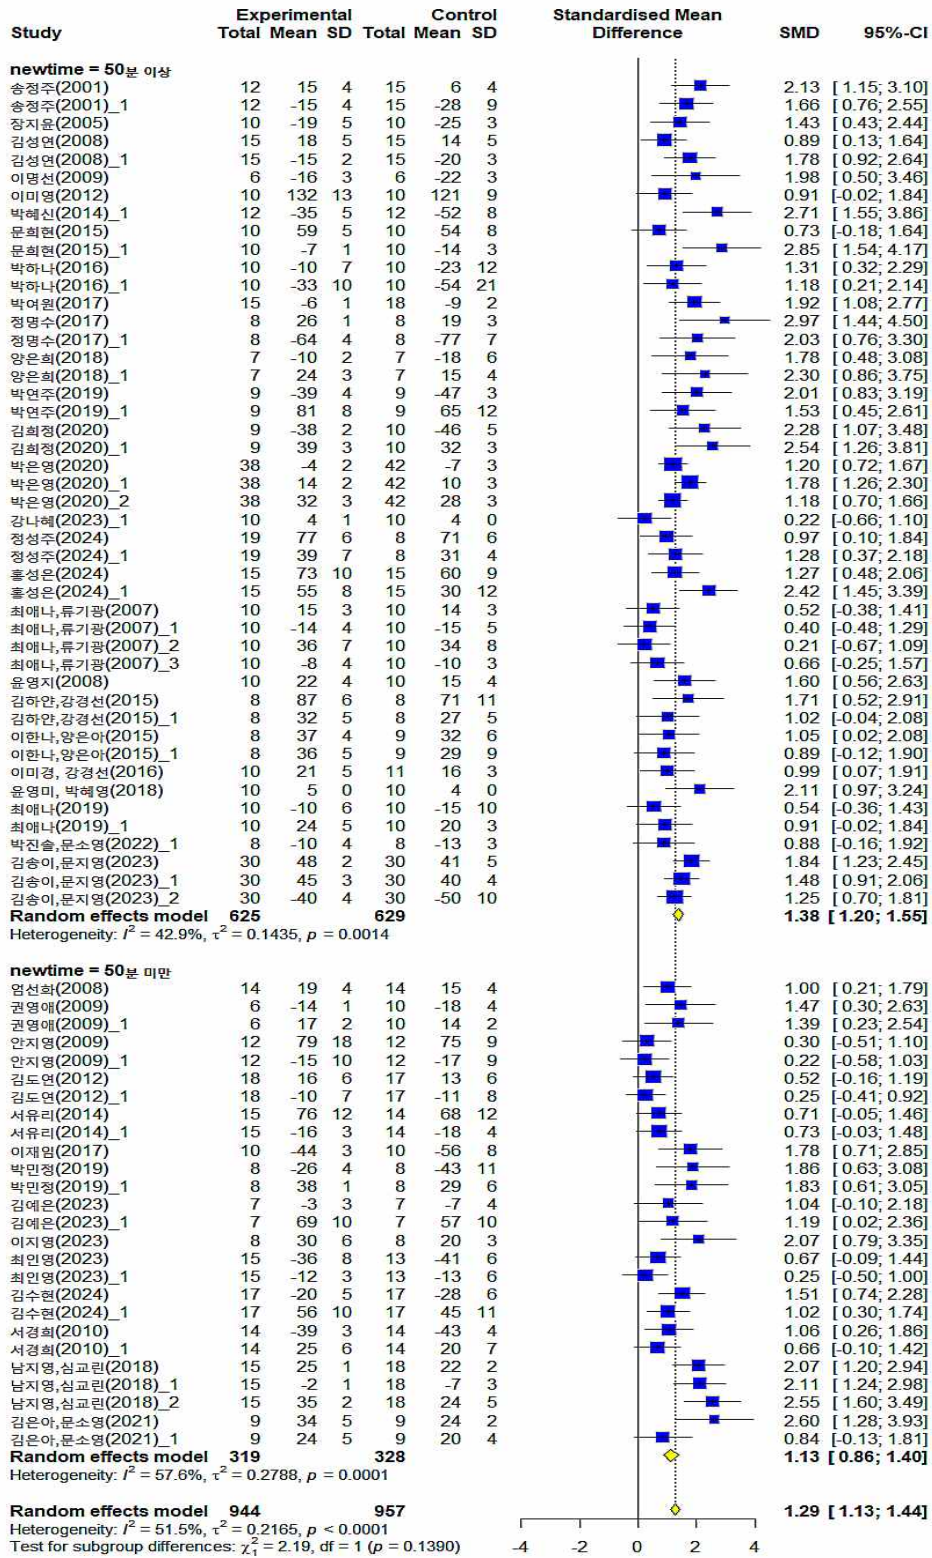 Experimental Control Standardised Mean
Study Total Mean SD Total Mean SD Difference SMD 95%-CI
newtime = 50분 이상
송정주(2001) 12 15 4 15 6 4 2.13 [ 1.15; 3.10]
송정주(2001)_1 12 -15 4 15 -28 9 1.66 [ 0.76; 2.55]
장지윤(2005) 10 -19 5 10 -25 3 1.43 [ 0.43; 2.44]
김성연(2008) 15 18 5 15 14 5 0.89 [ 0.13; 1.64]
김성연(2008)_1 15 -15 2 15 -20 3 1.78 [ 0.92; 2.64]
이명선(2009) 6 -16 3 6 -22 3 1.98 [ 0.50; 3.46]
이미영(2012) 10 132 13 10 121 9 0.91 [-0.02; 1.84]
박혜신(2014)_1 12 -35 5 12 -52 8 2.71 [ 1.55; 3.86]
문희현(2015) 10 59 5 10 54 8 0.73 [-0.18; 1.64]
문희현(2015)_1 10 -7 1 10 -14 3 2.85 [ 1.54; 4.17]
박하나(2016) 10 -10 7 10 -23 12 1.31 [ 0.32; 2.29]
박하나(2016)_1 10 -33 10 10 -54 21 1.18 [ 0.21; 2.14]
박여원(2017) 15 -6 1 18 -9 2 1.92 [ 1.08; 2.77]
정명수(2017) 8 26 1 8 19 3 2.97 [ 1.44; 4.50]
정명수(2017)_1 8 -64 4 8 -77 7 2.03 [ 0.76; 3.30]
양은희(2018) 7 -10 2 7 -18 6 1.78 [ 0.48; 3.08]
양은희(2018)_1 7 24 3 7 15 4 2.30 [ 0.86; 3.75]
박연주(2019) 9 -39 4 9 -47 3 2.01 [ 0.83; 3.19]
박연주(2019)_1 9 81 8 9 65 12 1.53 [ 0.45; 2.61]
김희정(2020) 9 -38 2 10 -46 5 2.28 [ 1.07; 3.48]
김희정(2020)_1 9 39 3 10 32 3 2.54 [ 1.26; 3.81]
박은영(2020) 38 -4 2 42 -7 3 1.20 [ 0.72; 1.67]
박은영(2020)_1 38 14 2 42 10 3 1.78 [ 1.26; 2.30]
박은영(2020)_2 38 32 3 42 28 3 1.18 [ 0.70; 1.66]
강나혜(2023)_1 10 4 1 10 4 0 0.22 [-0.66; 1.10]
정성주(2024) 19 77 6 8 71 6 0.97 [ 0.10; 1.84]
정성주(2024)_1 19 39 7 8 31 4 1.28 [ 0.37; 2.18]
홍성은(2024) 15 73 10 15 60 9 1.27 [ 0.48; 2.06]
홍성은(2024)_1 15 55 8 15 30 12 2.42 [ 1.45; 3.39]
최애나,류기광(2007) 10 15 3 10 14 3 0.52 [-0.38; 1.41]
최애나,류기광(2007)_1 10 -14 4 10 -15 5 0.40 [-0.48; 1.29]
최애나,류기광(2007)_2 10 36 7 10 34 8 0.21 [-0.67; 1.09]
최애나,류기광(2007)_3 10 -8 4 10 -10 3 0.66 [-0.25; 1.57]
윤영지(2008) 10 22 4 10 15 4 1.60 [ 0.56; 2.63]
김하얀,강경선(2015) 8 87 6 8 71 11 1.71 [ 0.52; 2.91]
김하얀,강경선(2015)_1 8 32 5 8 27 5 1.02 [-0.04; 2.08]
이한나,양은아(2015) 8 37 4 9 32 6 1.05 [ 0.02; 2.08]
이한나,양은아(2015)_1 8 36 5 9 29 9 0.89 [-0.12; 1.90]
이미경, 강경선(2016) 10 21 5 11 16 3 0.99 [ 0.07; 1.91]
윤영미, 박혜영(2018) 10 5 0 10 4 0 2.11 [ 0.97; 3.24]
최애나(2019) 10 -10 6 10 -15 10 0.54 [-0.36; 1.43]
최애나(2019)_1 10 24 5 10 20 3 0.91 [-0.02; 1.84]
박진솔,문소영(2022)_1 8 -10 4 8 -13 3 0.88 [-0.16; 1.92]
김송이,문지영(2023) 30 48 2 30 41 5 1.84 [ 1.23; 2.45]
김송이,문지영(2023)_1 30 45 3 30 40 4 1.48 [ 0.91; 2.06]
김송이,문지영(2023)_2 30 -40 4 30 -50 10 1.25 [ 0.70; 1.81]
Random effects model 625 629 1.38 [ 1.20; 1.55]
Heterogeneity: I² = 42.9%, τ² = 0.1435, p = 0.0014
newtime = 50분 미만
엄선화(2008) 14 19 4 14 15 4 1.00 [ 0.21; 1.79]
권영애(2009) 6 -14 1 10 -18 4 1.47 [ 0.30; 2.63]
권영애(2009)_1 6 17 2 10 14 2 1.39 [ 0.23; 2.54]
안지영(2009) 12 79 18 12 75 9 0.30 [-0.51; 1.10]
안지영(2009)_1 12 -15 10 12 -17 9 0.22 [-0.58; 1.03]
김도연(2012) 18 16 6 17 13 6 0.52 [-0.16; 1.19]
김도연(2012)_1 18 -10 7 17 -11 8 0.25 [-0.41; 0.92]
서유리(2014) 15 76 12 14 68 12 0.71 [-0.05; 1.46]
서유리(2014)_1 15 -16 3 14 -18 4 0.73 [-0.03; 1.48]
이재임(2017) 10 -44 3 10 -56 8 1.78 [ 0.71; 2.85]
박민정(2019) 8 -26 4 8 -43 11 1.86 [ 0.63; 3.08]
박민정(2019)_1 8 38 1 8 29 6 1.83 [ 0.61; 3.05]
김예은(2023) 7 -3 3 7 -7 4 1.04 [-0.10; 2.18]
김예은(2023)_1 7 69 10 7 57 10 1.19 [ 0.02; 2.36]
이지영(2023) 8 30 6 8 20 3 2.07 [ 0.79; 3.35]
최인영(2023) 15 -36 8 13 -41 6 0.67 [-0.09; 1.44]
최인영(2023)_1 15 -12 3 13 -13 6 0.25 [-0.50; 1.00]
김수현(2024) 17 -20 5 17 -28 6 1.51 [ 0.74; 2.28]
김수현(2024)_1 17 56 10 17 45 11 1.02 [ 0.30; 1.74]
서경희(2010) 14 -39 3 14 -43 4 1.06 [ 0.26; 1.86]
서경희(2010)_1 14 25 6 14 20 7 0.66 [-0.10; 1.42]
남지영,심교린(2018) 15 25 1 18 22 2 2.07 [ 1.20; 2.94]
남지영,심교린(2018)_1 15 -2 1 18 -7 3 2.11 [ 1.24; 2.98]
남지영,심교린(2018)_2 15 35 2 18 24 5 2.55 [ 1.60; 3.49]
김은아,문소영(2021) 9 34 5 9 24 2 2.60 [ 1.28; 3.93]
김은아,문소영(2021)_1 9 24 5 9 20 4 0.84 [-0.13; 1.81]
Random effects model 319 328 1.13 [ 0.86; 1.40]
Heterogeneity: I² = 57.6%, τ² = 0.2788, p = 0.0001
Random effects model 944 957 1.29 [ 1.13; 1.44]
Heterogeneity: I² = 51.5%, τ² = 0.2165, p < 0.0001
Test for subgroup differences: χ₁² = 2.19, df = 1 (p = 0.1390)
-4 -2 0 2 4